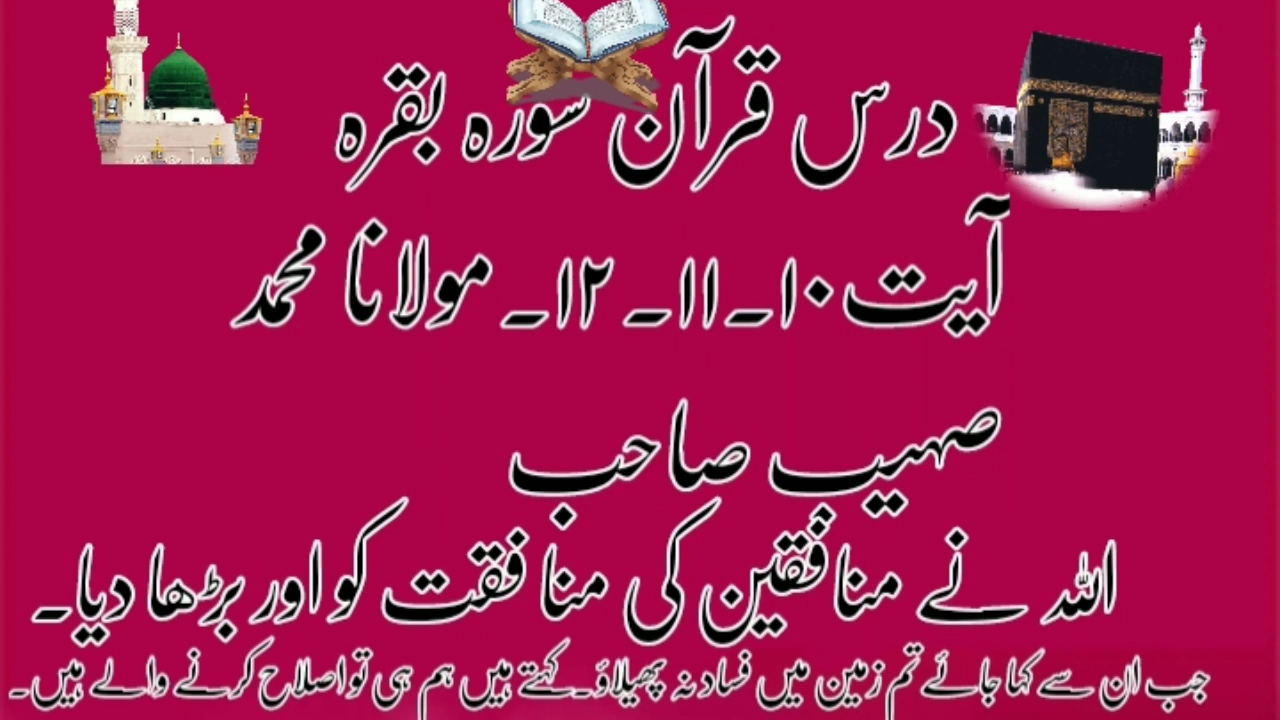 درس قرآن سورہ بقرہ
آیت ۱۰۔۱۱۔۱۲۔ مولانا محمد
صہیب صاحب
اللہ نے منافقین کی منافقت کو اور بڑھا دیا۔
جب ان سے کہا جائے تم زمین میں فساد نہ پھیلاؤ۔کہتے ہیں ہم ہی تو اصلاح کرنے والے ہیں۔